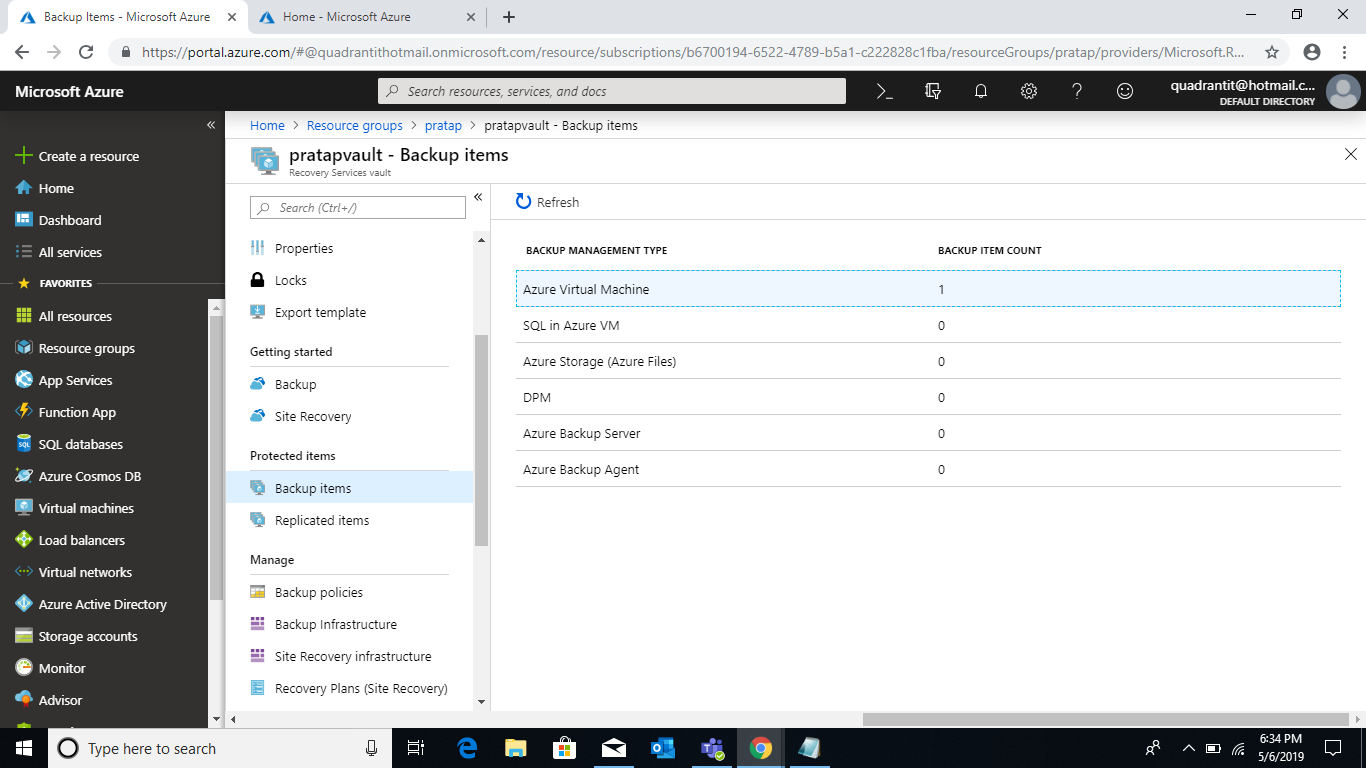 Backup Items - Microsoft Azure
Home - Microsoft Azure
https://portal.azure.com/#@quadrantithotmail.onmicrosoft.com/resource/subscriptions/b6700194-6522-4789-b5a1-c222828c1fba/resourceGroups/pratap/providers/Microsoft.R...
Microsoft Azure
Search resources, services, and docs
quadrantit@hotmail.c...
DEFAULT DIRECTORY
Create a resource
Home
Dashboard
All services
FAVORITES
All resources
Resource groups
App Services
Function App
SQL databases
Azure Cosmos DB
Virtual machines
Load balancers
Virtual networks
Azure Active Directory
Storage accounts
Monitor
Advisor
Home > Resource groups > pratap > pratapvault - Backup items
pratapvault - Backup items
Recovery Services vault
Search (Ctrl+/)
Properties
Locks
Export template
Getting started
Backup
Site Recovery
Protected items
Backup items
Replicated items
Manage
Backup policies
Backup Infrastructure
Site Recovery infrastructure
Recovery Plans (Site Recovery)
Refresh
BACKUP MANAGEMENT TYPE BACKUP ITEM COUNT
Azure Virtual Machine 1
SQL in Azure VM 0
Azure Storage (Azure Files) 0
DPM 0
Azure Backup Server 0
Azure Backup Agent 0
Type here to search
6:34 PM
5/6/2019